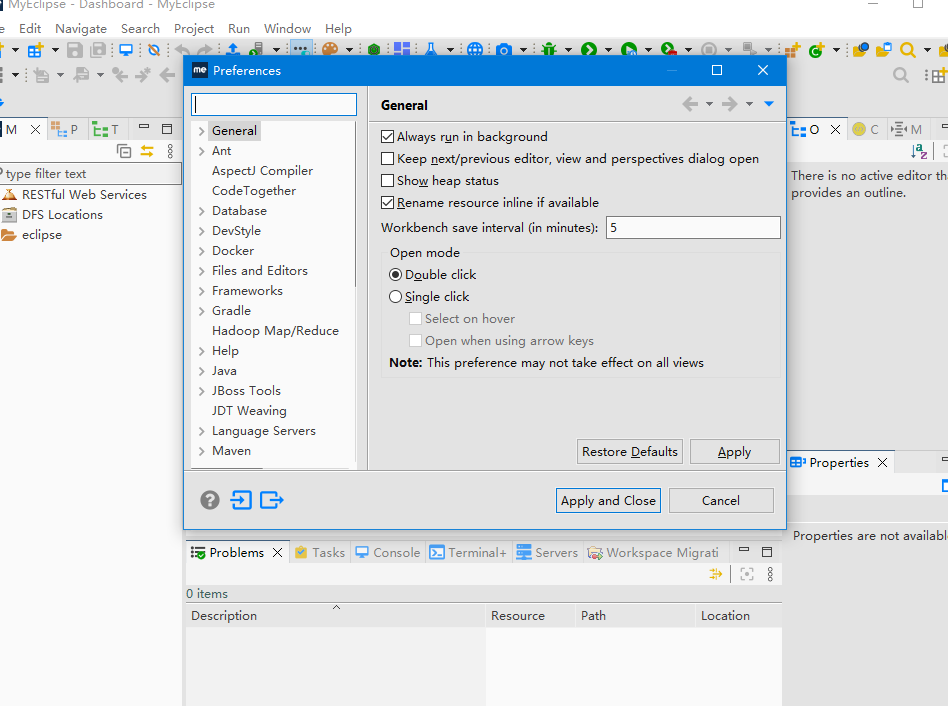 MyEclipse - Dashboard - MyEclipse
Edit Navigate Search Project Run Window Help
me Preferences
General
General
Ant
AspectJ Compiler
CodeTogether
Database
DevStyle
Docker
Files and Editors
Frameworks
Gradle
Hadoop Map/Reduce
Help
Java
JBoss Tools
JDT Weaving
Language Servers
Maven
Always run in background
Keep next/previous editor, view and perspectives dialog open
Show heap status
Rename resource inline if available
Workbench save interval (in minutes): 5
Open mode
Double click
Single click
Select on hover
Open when using arrow keys
Note: This preference may not take effect on all views
Restore Defaults Apply
Apply and Close Cancel
M P T
type filter text
RESTful Web Services
DFS Locations
eclipse
O C M
There is no active editor tha
provides an outline.
Properties
Properties are not availabl
Problems Tasks Console Terminal+ Servers Workspace Migrati
0 items
Description Resource Path Location